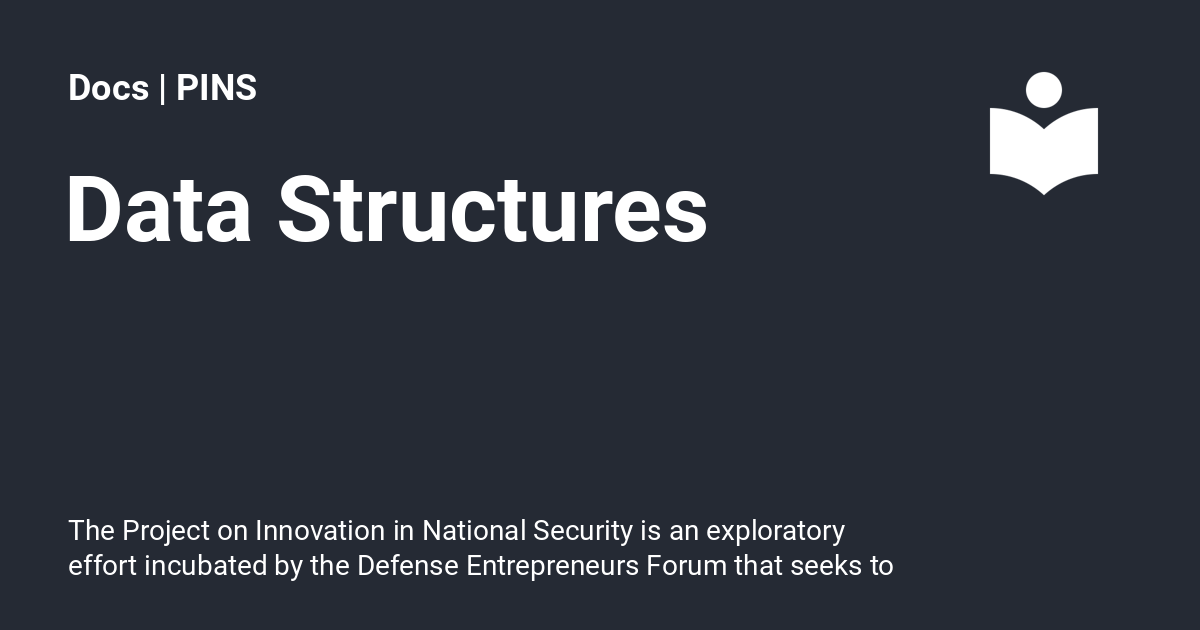 Docs | PINS
Data Structures
The Project on Innovation in National Security is an exploratory
effort incubated by the Defense Entrepreneurs Forum that seeks to